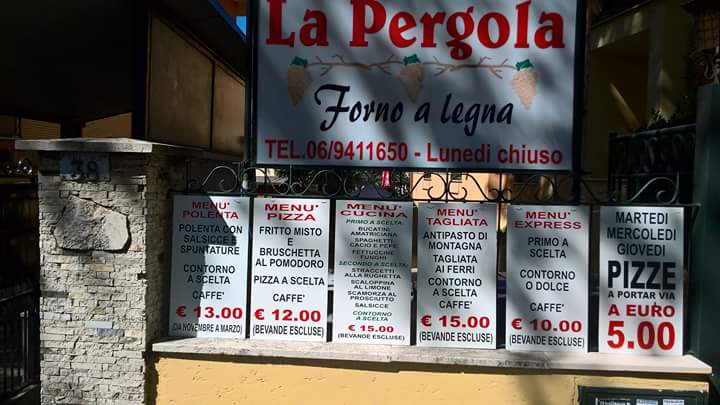 La Pergola
Forno a legna
TEL.06/9411650 - Lunedi chiuso
38
MENU'
POLENTA
POLENTA CON
SALSICCE E
SPUNTATURE
CONTORNO
A SCELTA
CAFFE'
€ 13.00
(DA NOVEMBRE A MARZO)
MENU'
PIZZA
FRITTO MISTO
E
BRUSCHETTA
AL POMODORO
PIZZA A SCELTA
CAFFE'
€ 12.00
(BEVANDE ESCLUSE)
MENU'
CUCINA
PRIMO A SCELTA
BUCATINI
AMATRICIANA
SPAGHETTI
CACIO E PEPE
FETTUCCINE
FUNGHI
SECONDO A SCELTA
STRACCETTI
ALLA RUGHETTA
SCALOPPINA
AL LIMONE
SCAMORZA AL
PROSCIUTTO
SALSICCE
CONTORNO
A SCELTA
€ 15.00
(BEVANDE ESCLUSE)
MENU'
TAGLIATA
ANTIPASTO DI
MONTAGNA
TAGLIATA
AI FERRI
CONTORNO
A SCELTA
CAFFE'
€ 15.00
(BEVANDE ESCLUSE)
MENU'
EXPRESS
PRIMO A
SCELTA
CONTORNO
O DOLCE
CAFFE'
€ 10.00
(BEVANDE ESCLUSE)
MARTEDI
MERCOLEDI
GIOVEDI
PIZZE
A PORTAR VIA
A EURO
5.00